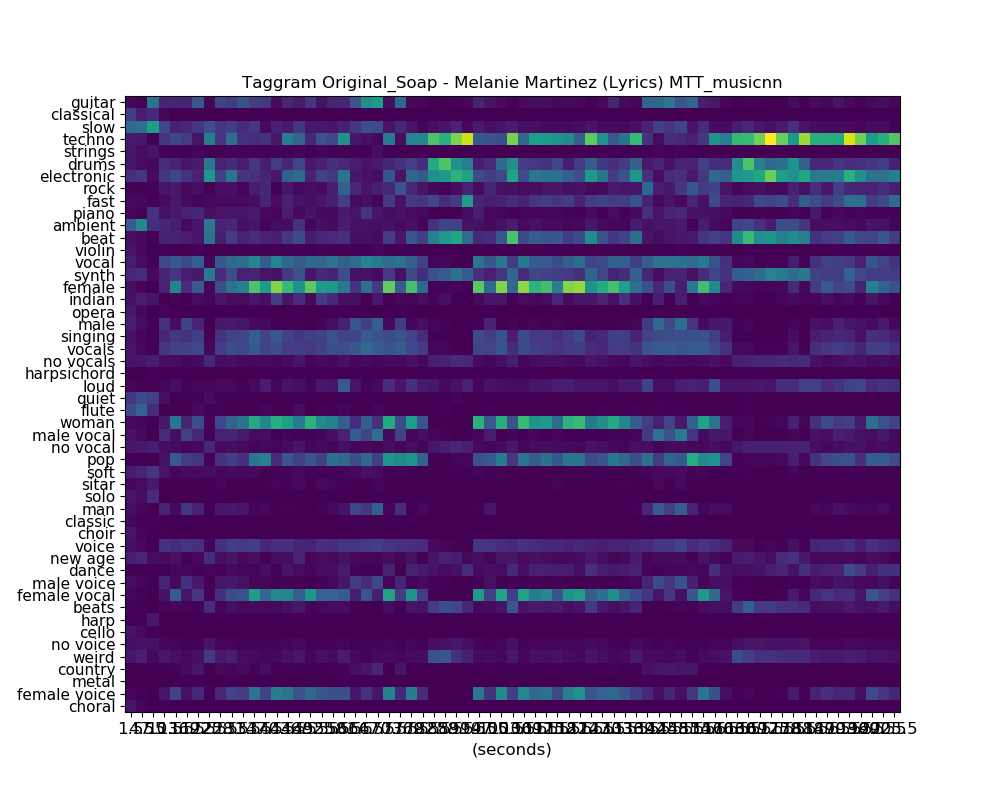 Taggram Original_Soap - Melanie Martinez (Lyrics) MTT_musicnn
guitar
classical
slow
techno
strings
drums
electronic
rock
fast
piano
ambient
beat
violin
vocal
synth
female
indian
opera
male
singing
vocals
no vocals
harpsichord
loud
quiet
flute
woman
male vocal
no vocal
pop
soft
sitar
solo
man
classic
choir
voice
new age
dance
male voice
female vocal
beats
harp
cello
no voice
weird
country
metal
female voice
choral
(seconds)